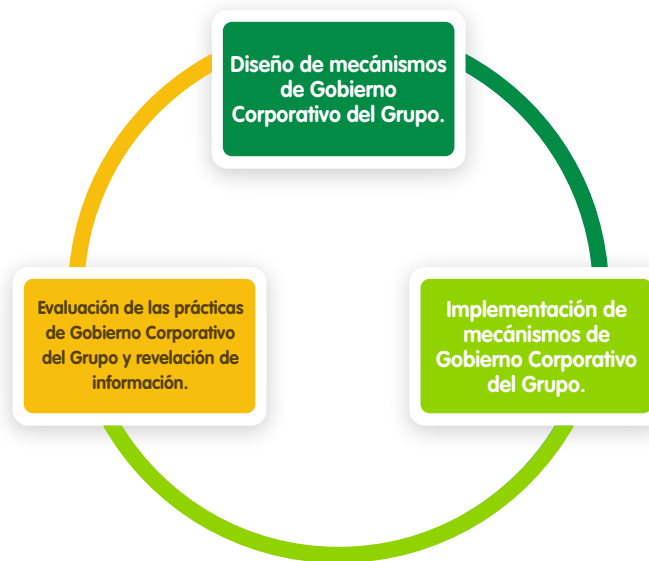 Diseño de mecánismos
de Gobierno
Corporativo del Grupo.
Evaluación de las prácticas
de Gobierno Corporativo
del Grupo y revelación de
información.
Implementación de
mecánismos de
Gobierno Corporativo
del Grupo.